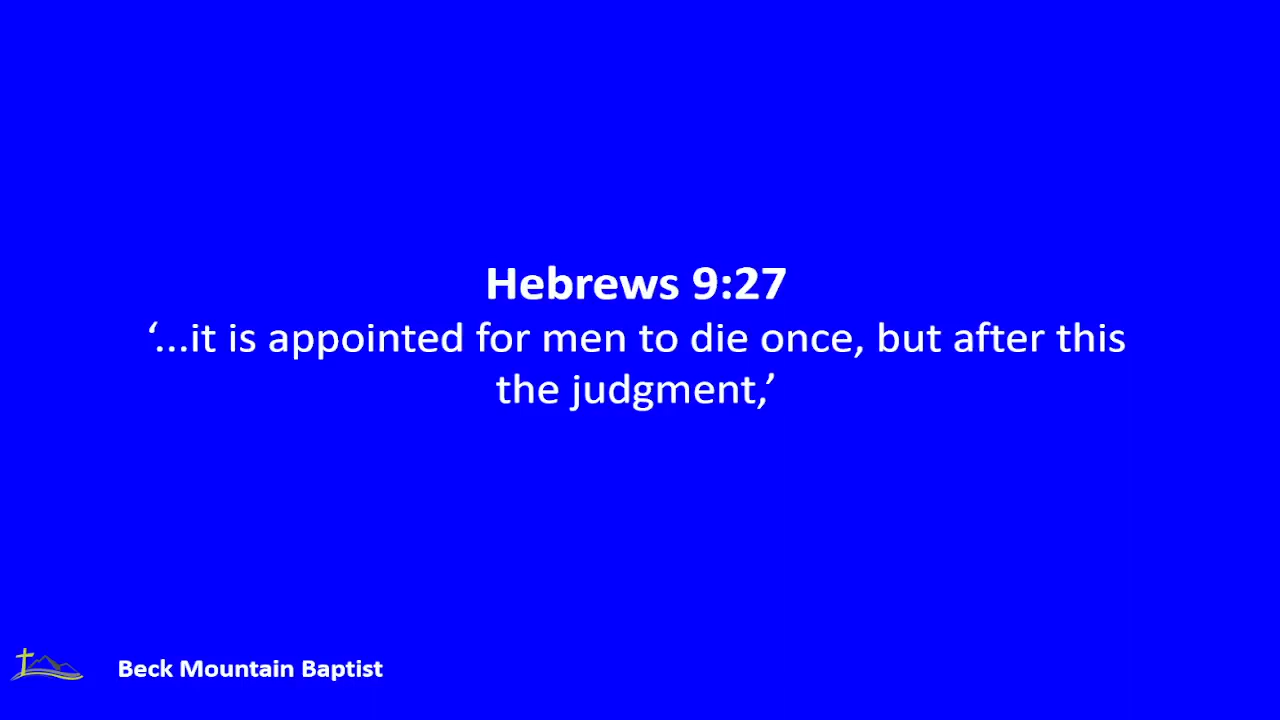 Hebrews 9:27
‘...it is appointed for men to die once, but after this
the judgment,’
Beck Mountain Baptist